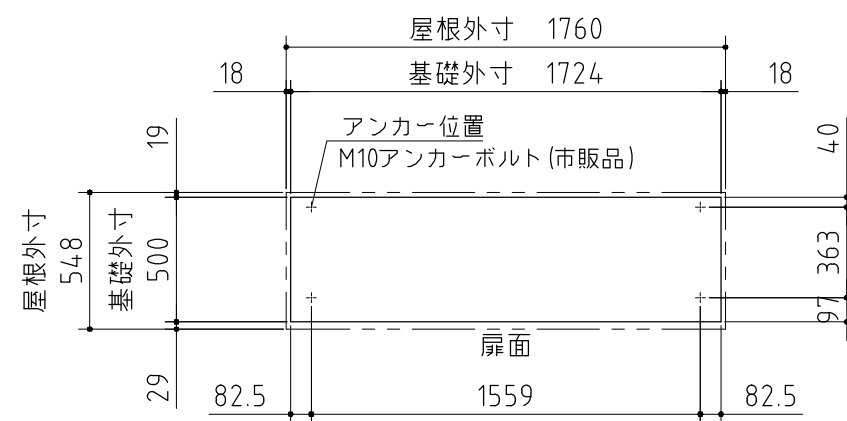 屋根外寸 1760
18 基礎外寸 1724 18
アンカー位置
M10アンカーボルト(市販品)
19
40
屋根外寸
548
基礎外寸
500
363
97
扉面
29
82.5 1559 82.5